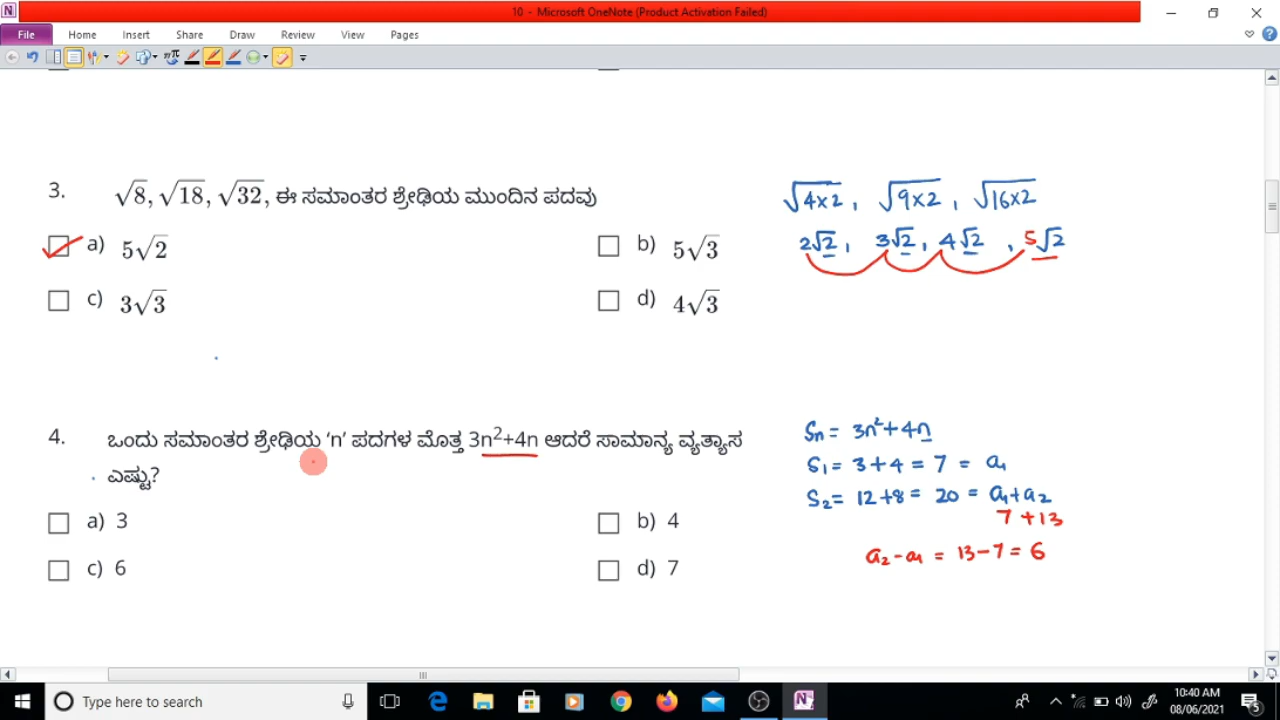 10 - Microsoft OneNote (Product Activation Failed)
File Home Insert Share Draw Review View Pages
3. √8, √18, √32, ಈ ಸಮಾಂತರ ಶ್ರೇಢಿಯ ಮುಂದಿನ ಪದವು
a) 5√2 b) 5√3
c) 3√3 d) 4√3
√4×2, √9×2, √16×2
2√2, 3√2, 4√2, 5√2
4. ಒಂದು ಸಮಾಂತರ ಶ್ರೇಢಿಯ ‘n’ ಪದಗಳ ಮೊತ್ತ 3n²+4n ಆದರೆ ಸಾಮಾನ್ಯ ವ್ಯತ್ಯಾಸ
ಎಷ್ಟು?
a) 3 b) 4
c) 6 d) 7
Sn = 3n²+4n
S₁ = 3+4 = 7 = a₁
S₂ = 12+8 = 20 = a₁+a₂
7+13
a₂-a₁ = 13-7 = 6
Type here to search
10:40 AM
08/06/2021
5